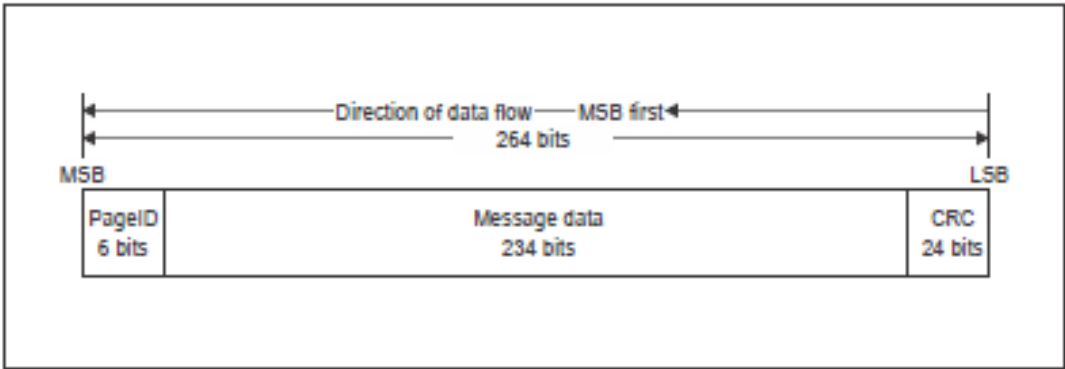 Direction of data flow MSB first
264 bits
MSB LSB
PageID Message data CRC
6 bits 234 bits 24 bits